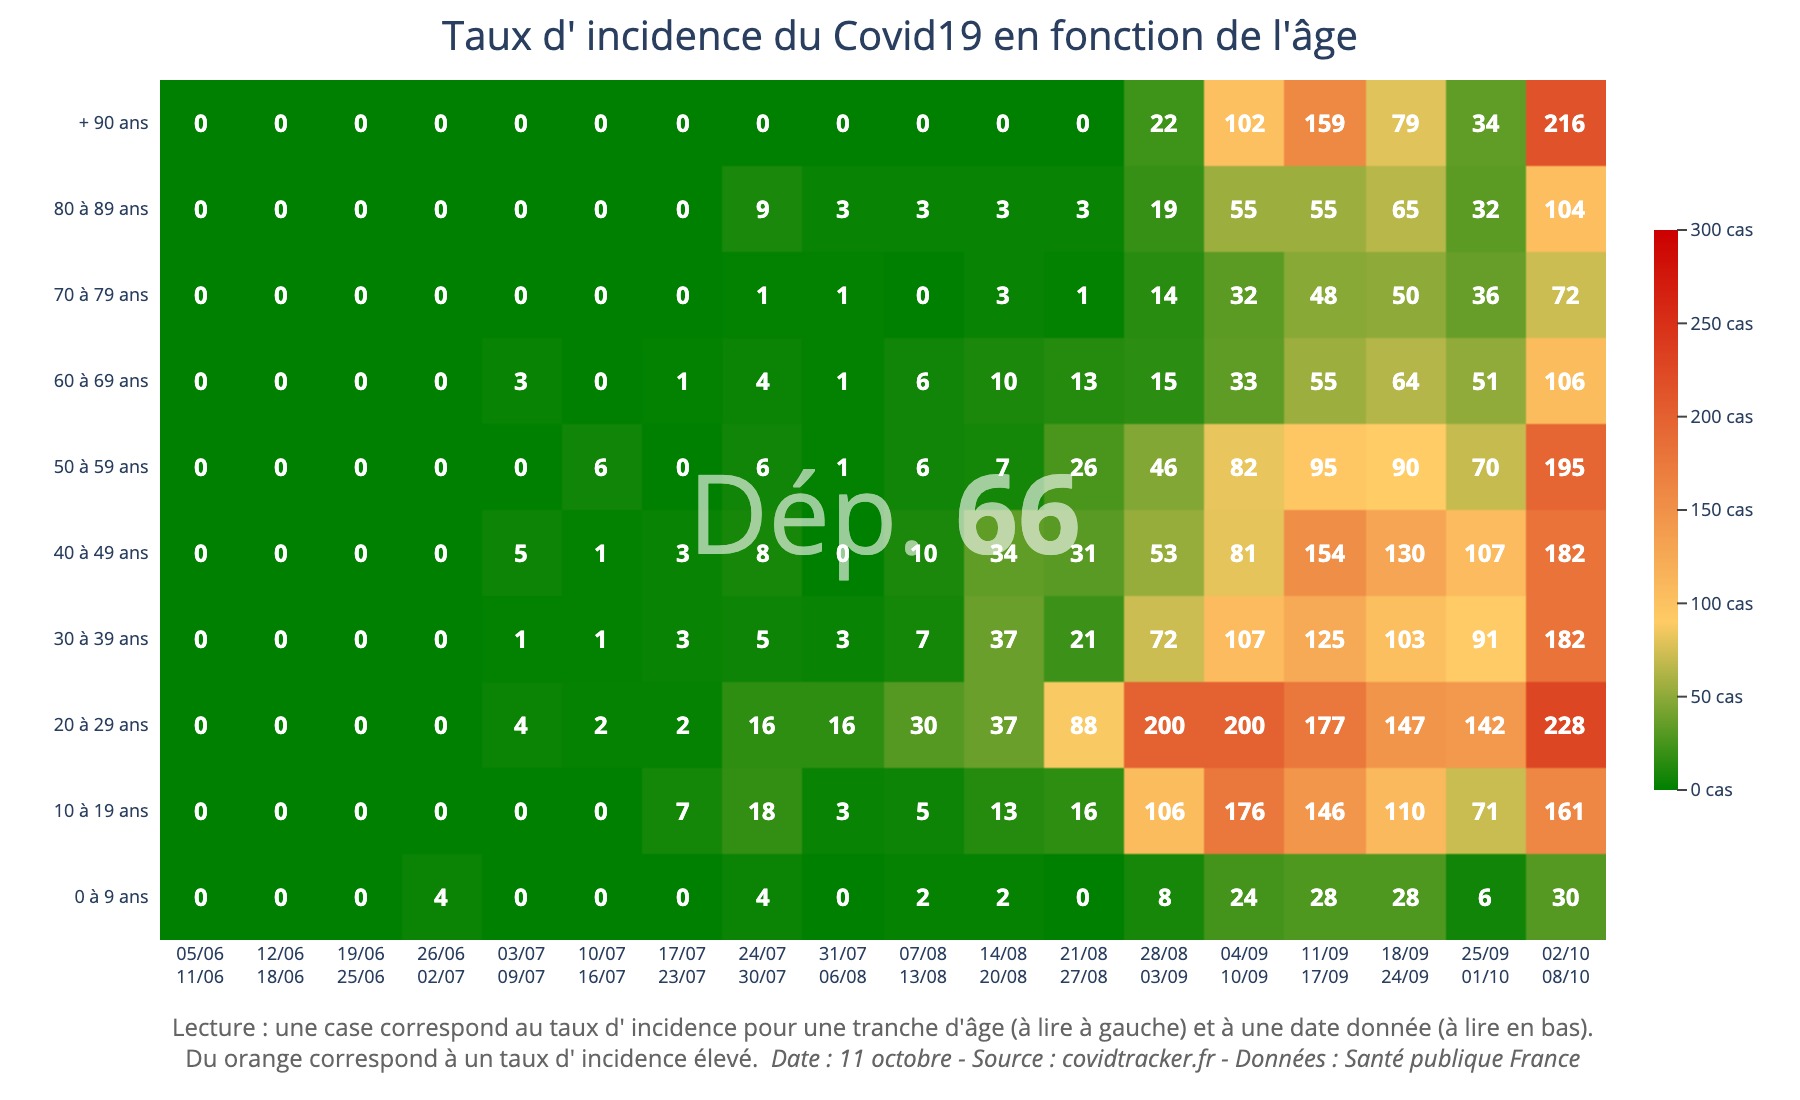 Taux d' incidence du Covid19 en fonction de l'âge
+ 90 ans 0 0 0 0 0 0 0 0 0 0 0 0 22 102 159 79 34 216
80 à 89 ans 0 0 0 0 0 0 0 9 3 3 3 3 19 55 55 65 32 104
70 à 79 ans 0 0 0 0 0 0 0 1 1 0 3 1 14 32 48 50 36 72
60 à 69 ans 0 0 0 0 3 0 1 4 1 6 10 13 15 33 55 64 51 106
50 à 59 ans 0 0 0 0 0 6 0 6 1 6 7 26 46 82 95 90 70 195
Dép. 66
40 à 49 ans 0 0 0 0 5 1 3 8 0 10 34 31 53 81 154 130 107 182
30 à 39 ans 0 0 0 0 1 1 3 5 3 7 37 21 72 107 125 103 91 182
20 à 29 ans 0 0 0 0 4 2 2 16 16 30 37 88 200 200 177 147 142 228
10 à 19 ans 0 0 0 0 0 0 7 18 3 5 13 16 106 176 146 110 71 161
0 à 9 ans 0 0 0 4 0 0 0 4 0 2 2 0 8 24 28 28 6 30
05/06 12/06 19/06 26/06 03/07 10/07 17/07 24/07 31/07 07/08 14/08 21/08 28/08 04/09 11/09 18/09 25/09 02/10
11/06 18/06 25/06 02/07 09/07 16/07 23/07 30/07 06/08 13/08 20/08 27/08 03/09 10/09 17/09 24/09 01/10 08/10
300 cas
250 cas
200 cas
150 cas
100 cas
50 cas
0 cas
Lecture : une case correspond au taux d' incidence pour une tranche d'âge (à lire à gauche) et à une date donnée (à lire en bas).
Du orange correspond à un taux d' incidence élevé. Date : 11 octobre - Source : covidtracker.fr - Données : Santé publique France